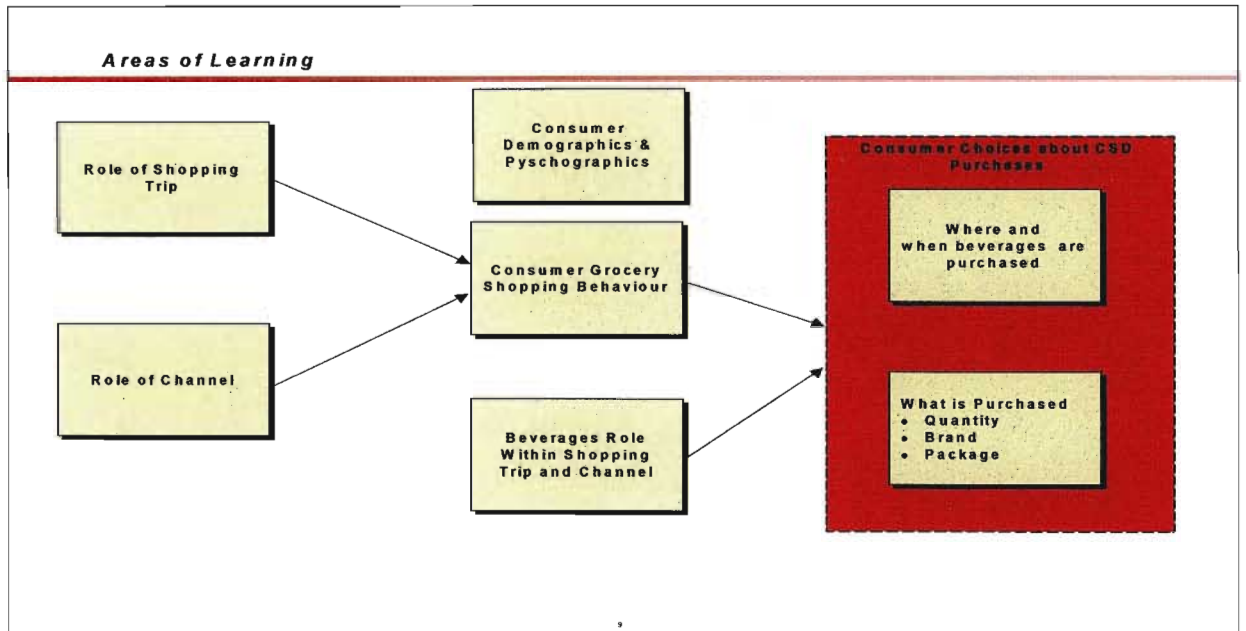 Areas of Learning
Role of Shopping
Trip
Role of Channel
Consumer
Demographics &
Pyschographics
Consumer Grocery
Shopping Behaviour
Beverages Role
Within Shopping
Trip and Channel
Consumer Choices about CSD
Purchases
Where and
when beverages are
purchased
What is Purchased
• Quantity
• Brand
• Package
9